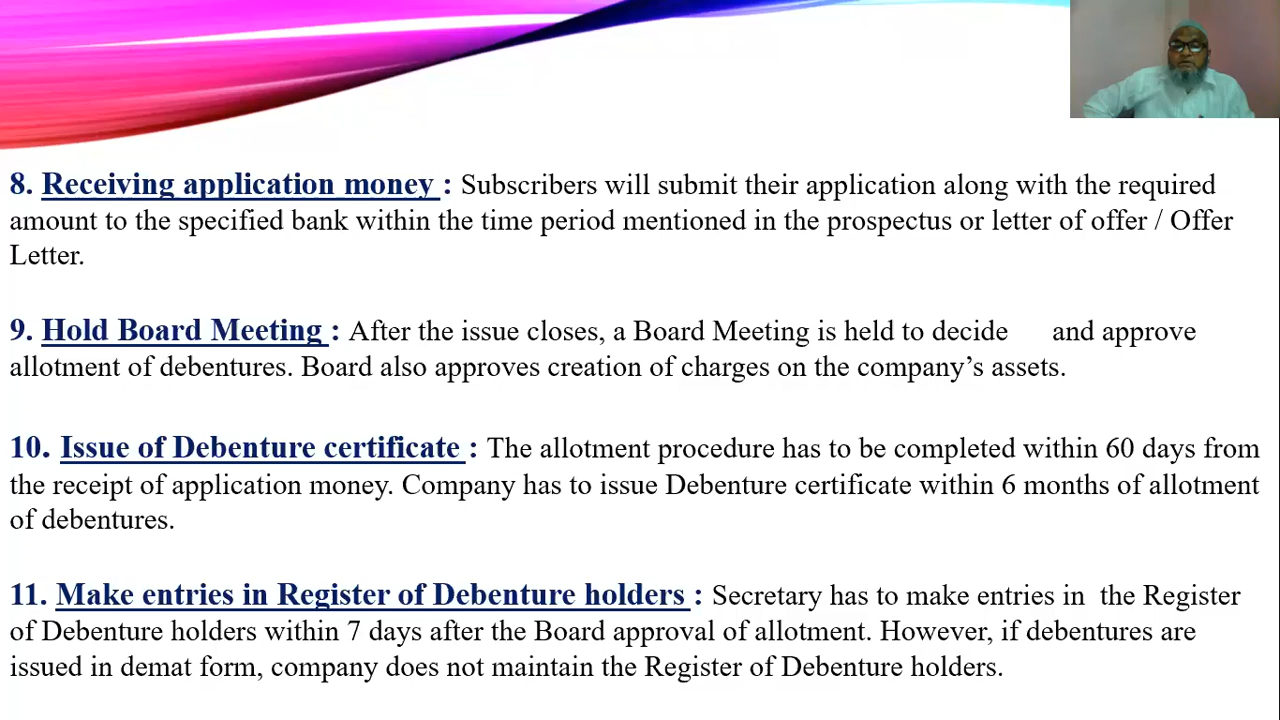 8. Receiving application money : Subscribers will submit their application along with the required
amount to the specified bank within the time period mentioned in the prospectus or letter of offer / Offer
Letter.
9. Hold Board Meeting : After the issue closes, a Board Meeting is held to decide and approve
allotment of debentures. Board also approves creation of charges on the company’s assets.
10. Issue of Debenture certificate : The allotment procedure has to be completed within 60 days from
the receipt of application money. Company has to issue Debenture certificate within 6 months of allotment
of debentures.
11. Make entries in Register of Debenture holders : Secretary has to make entries in the Register
of Debenture holders within 7 days after the Board approval of allotment. However, if debentures are
issued in demat form, company does not maintain the Register of Debenture holders.